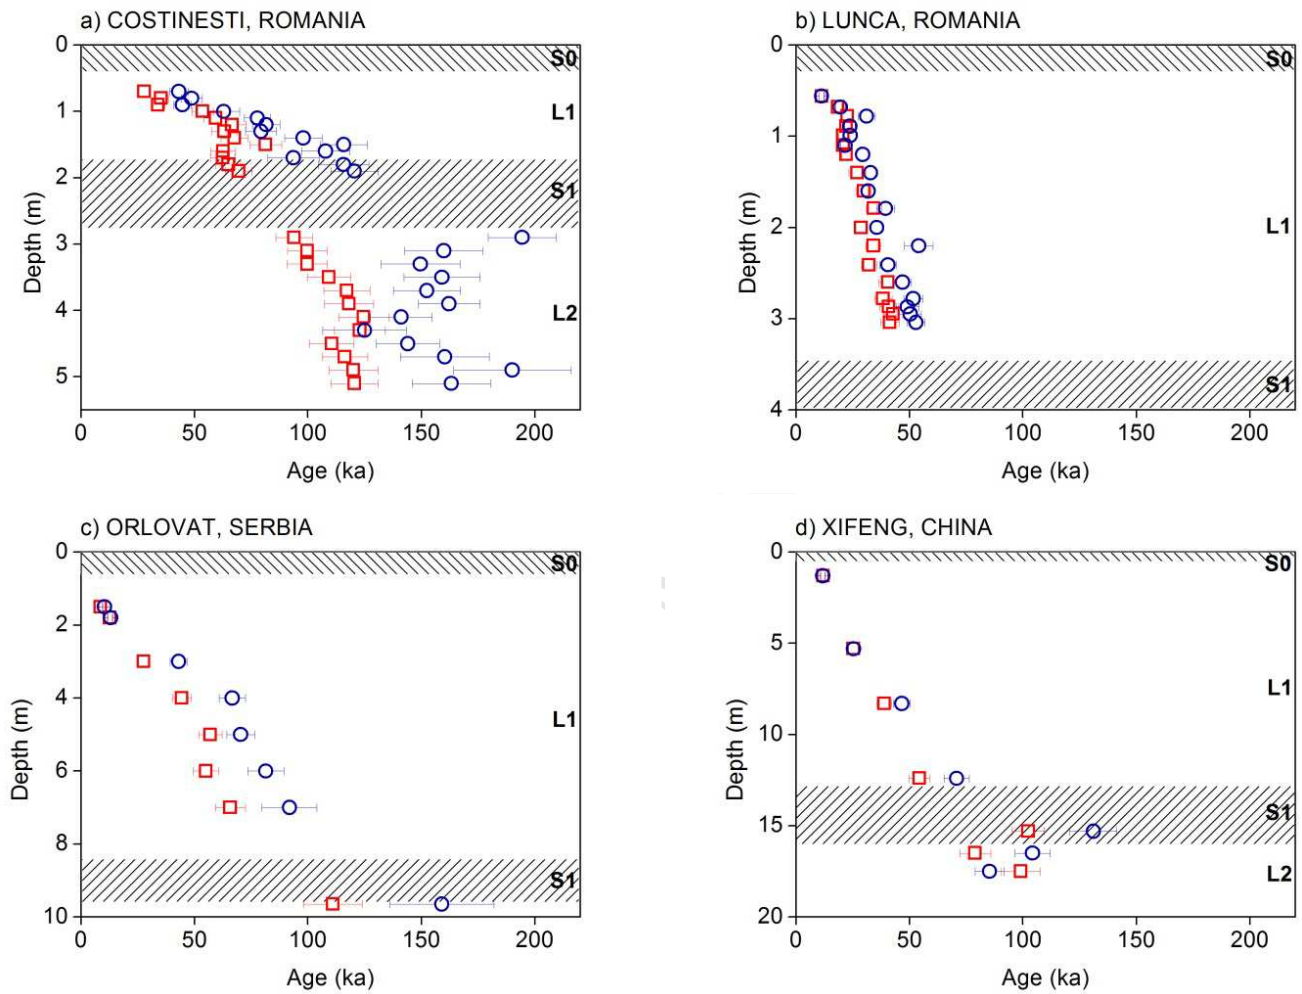 a) COSTINESTI, ROMANIA
0
S0
1
L1
2
S1
3
4
L2
5
0 50 100 150 200
Depth (m)
Age (ka)
b) LUNCA, ROMANIA
0
S0
1
2
L1
3
S1
4
0 50 100 150 200
Depth (m)
Age (ka)
c) ORLOVAT, SERBIA
0
S0
2
4
L1
6
8
S1
10
0 50 100 150 200
Depth (m)
Age (ka)
d) XIFENG, CHINA
0
S0
5
L1
10
15
S1
L2
20
0 50 100 150 200
Depth (m)
Age (ka)